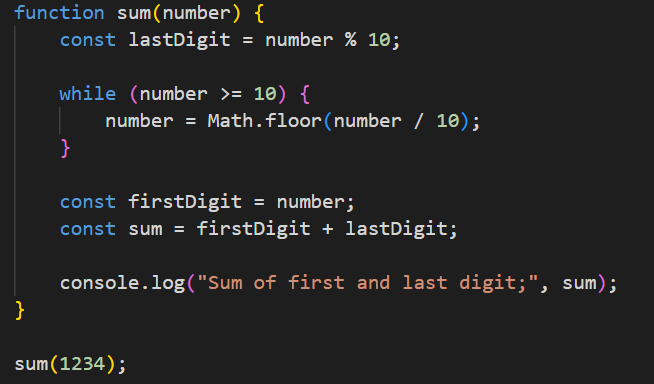 function sum(number) {
    const lastDigit = number % 10;

    while (number >= 10) {
        number = Math.floor(number / 10);
    }

    const firstDigit = number;
    const sum = firstDigit + lastDigit;

    console.log("Sum of first and last digit;", sum);
}

sum(1234);